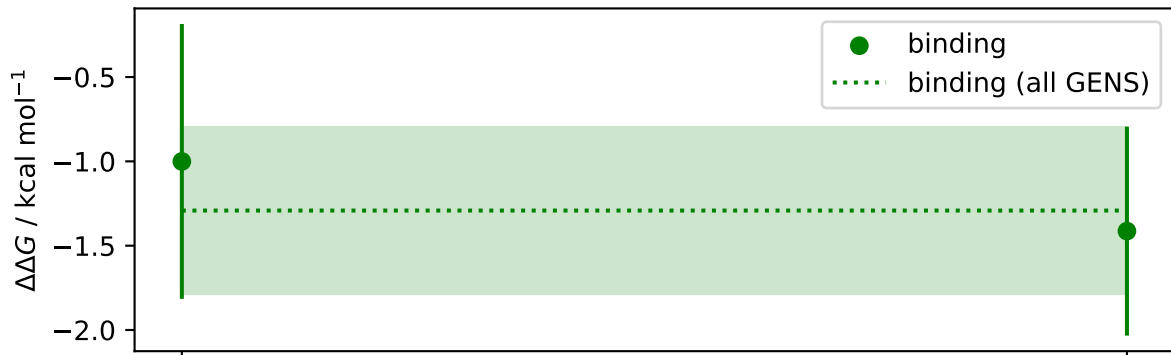 binding
binding (all GENS)
ΔΔG / kcal mol⁻¹
−0.5
−1.0
−1.5
−2.0